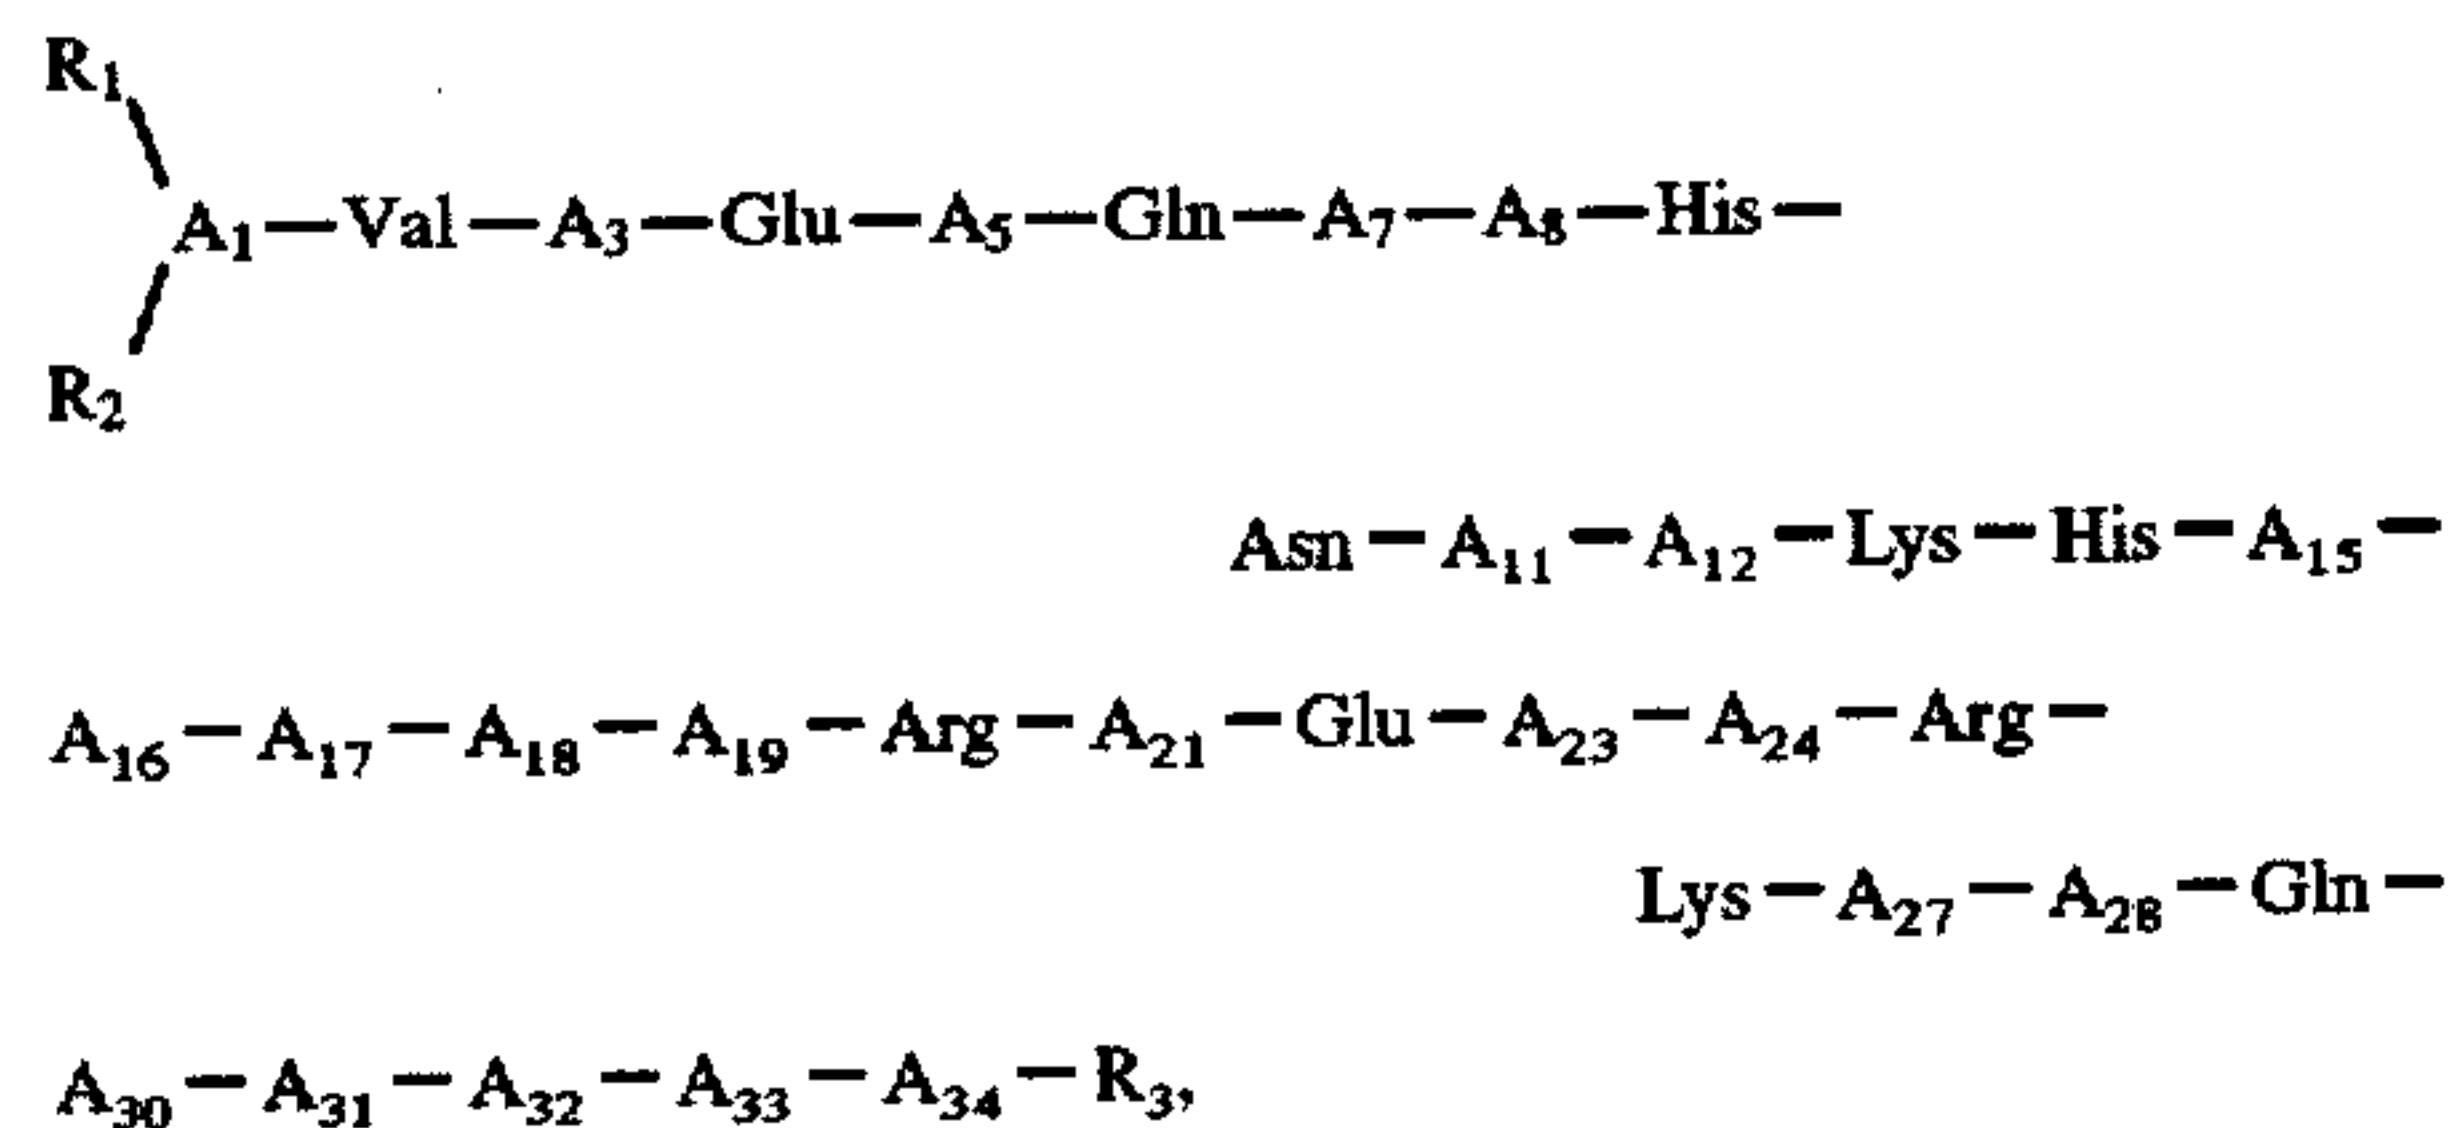 R₁
A₁—Val—A₃—Glu—A₅—Gln—A₇—A₈—His—
R₂
Asn—A₁₁—A₁₂—Lys—His—A₁₅—
A₁₆—A₁₇—A₁₈—A₁₉—Arg—A₂₁—Glu—A₂₃—A₂₄—Arg—
Lys—A₂₇—A₂₈—Gln—
A₃₀—A₃₁—A₃₂—A₃₃—A₃₄—R₃,